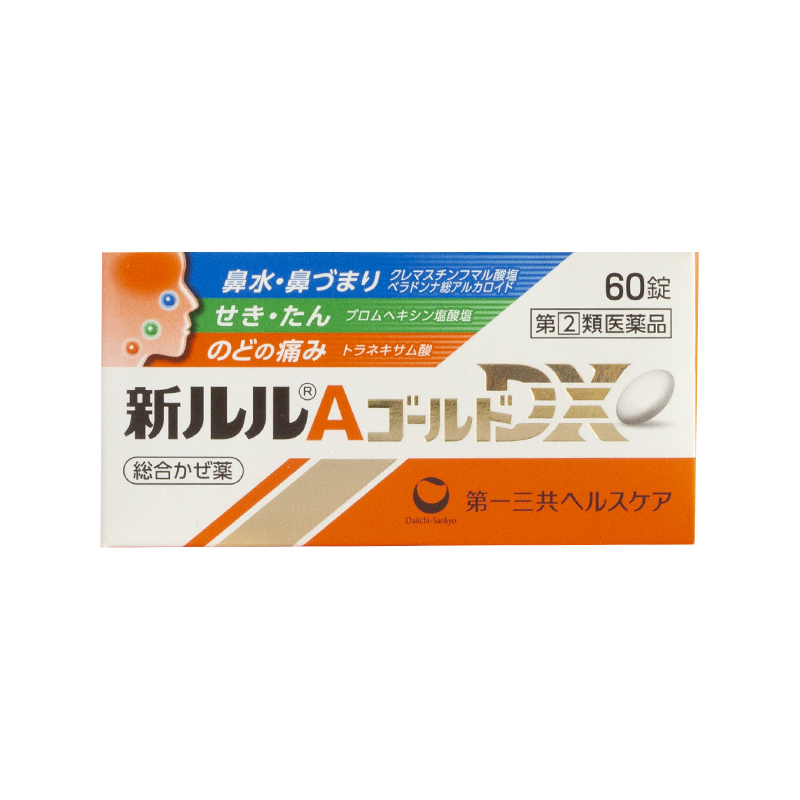 鼻水・鼻づまり クレマスチンフマル酸塩
ベラドンナ総アルカロイド
せき・たん ブロムヘキシン塩酸塩
のどの痛み トラネキサム酸
60錠
指②類医薬品
新ルル®AゴールドDX
総合かぜ薬
第一三共ヘルスケア
Daiichi-Sankyo